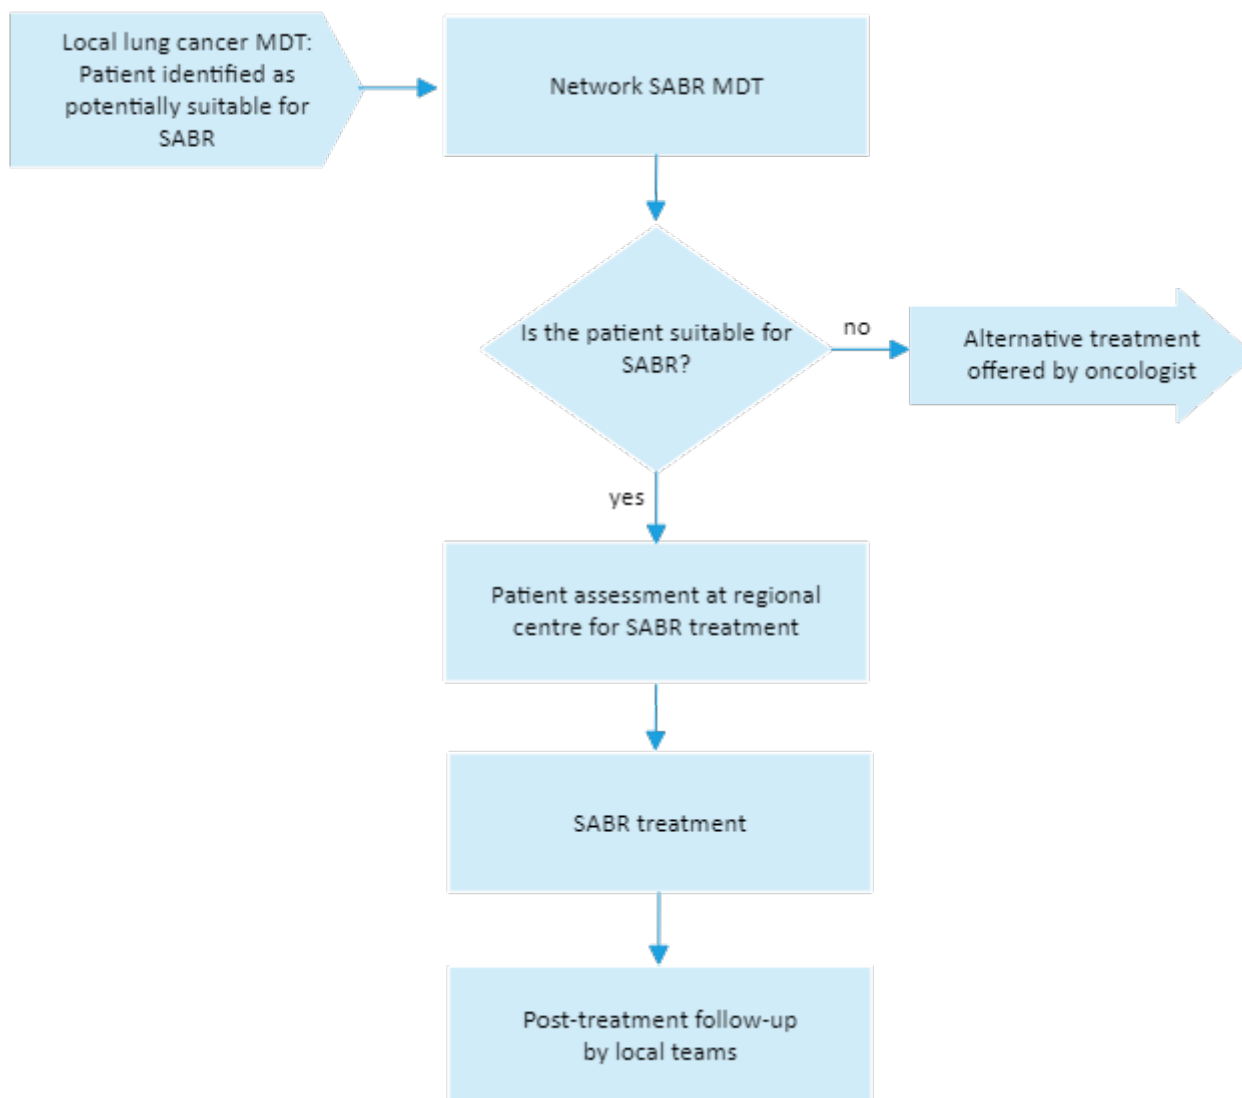 Local lung cancer MDT:
Patient identified as
potentially suitable for
SABR
Network SABR MDT
Is the patient suitable for
SABR?
no
Alternative treatment
offered by oncologist
yes
Patient assessment at regional
centre for SABR treatment
SABR treatment
Post-treatment follow-up
by local teams